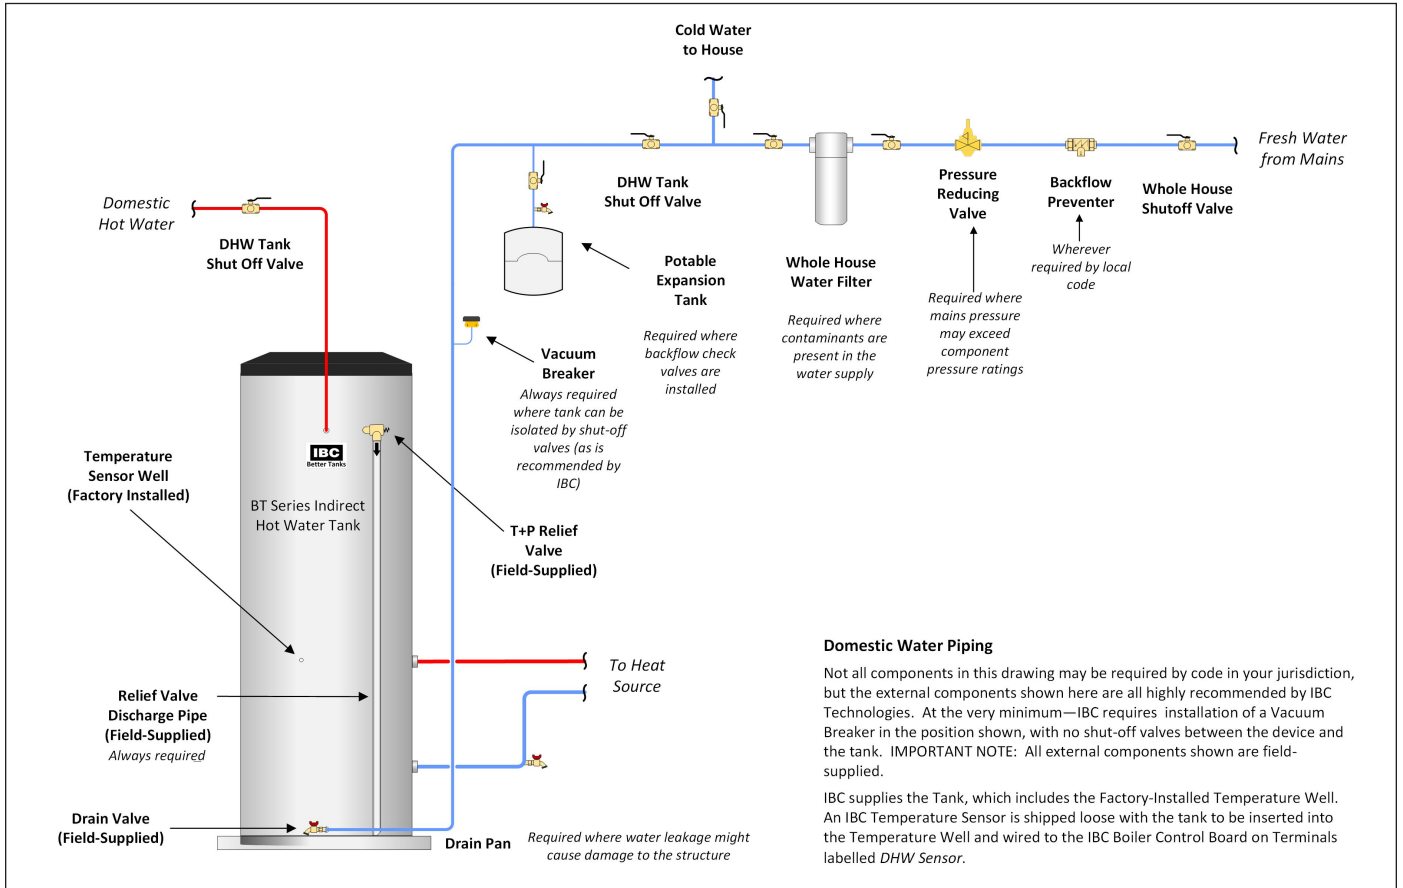 Cold Water
to House
Fresh Water
from Mains
Domestic
Hot Water
DHW Tank
Shut Off Valve
DHW Tank
Shut Off Valve
Pressure
Reducing
Valve
Backflow
Preventer
Whole House
Shutoff Valve
Wherever
required by local
code
Potable
Expansion
Tank
Whole House
Water Filter
Required where
mains pressure
may exceed
component
pressure ratings
Required where
backflow check
valves are
installed
Required where
contaminants are
present in the
water supply
Vacuum
Breaker
Always required
where tank can be
isolated by shut-off
valves (as is
recommended by
IBC)
IBC
Better Tanks
BT Series Indirect
Hot Water Tank
Temperature
Sensor Well
(Factory Installed)
T+P Relief
Valve
(Field-Supplied)
To Heat
Source
Relief Valve
Discharge Pipe
(Field-Supplied)
Always required
Drain Valve
(Field-Supplied)
Drain Pan
Required where water leakage might
cause damage to the structure
Domestic Water Piping
Not all components in this drawing may be required by code in your jurisdiction,
but the external components shown here are all highly recommended by IBC
Technologies. At the very minimum—IBC requires installation of a Vacuum
Breaker in the position shown, with no shut-off valves between the device and
the tank. IMPORTANT NOTE: All external components shown are field-
supplied.
IBC supplies the Tank, which includes the Factory-Installed Temperature Well.
An IBC Temperature Sensor is shipped loose with the tank to be inserted into
the Temperature Well and wired to the IBC Boiler Control Board on Terminals
labelled DHW Sensor.